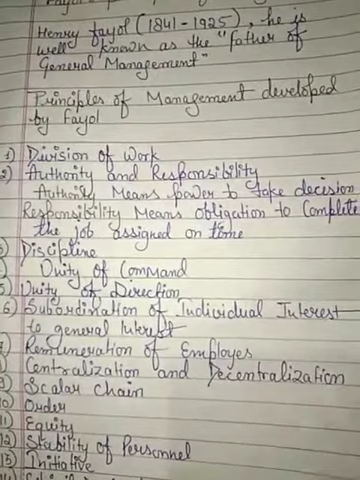 Henry fayol (1841-1925), he is
well known as the "father of
General Management"
Principles of Management developed
by Fayol
1) Division of Work
2) Authority and Responsibility
Authority Means power to take decision
Responsibility Means obligation to Complete
the job assigned on time
Discipline
Unity of Command
5 Unity of Direction
6) Subordination of Individual Interest
to general Interest
7 Remuneration of Employes
Centralization and Decentralization
9 Scalar Chain
10) Order
11) Equity
12) Stability of Personnel
13) Initiative